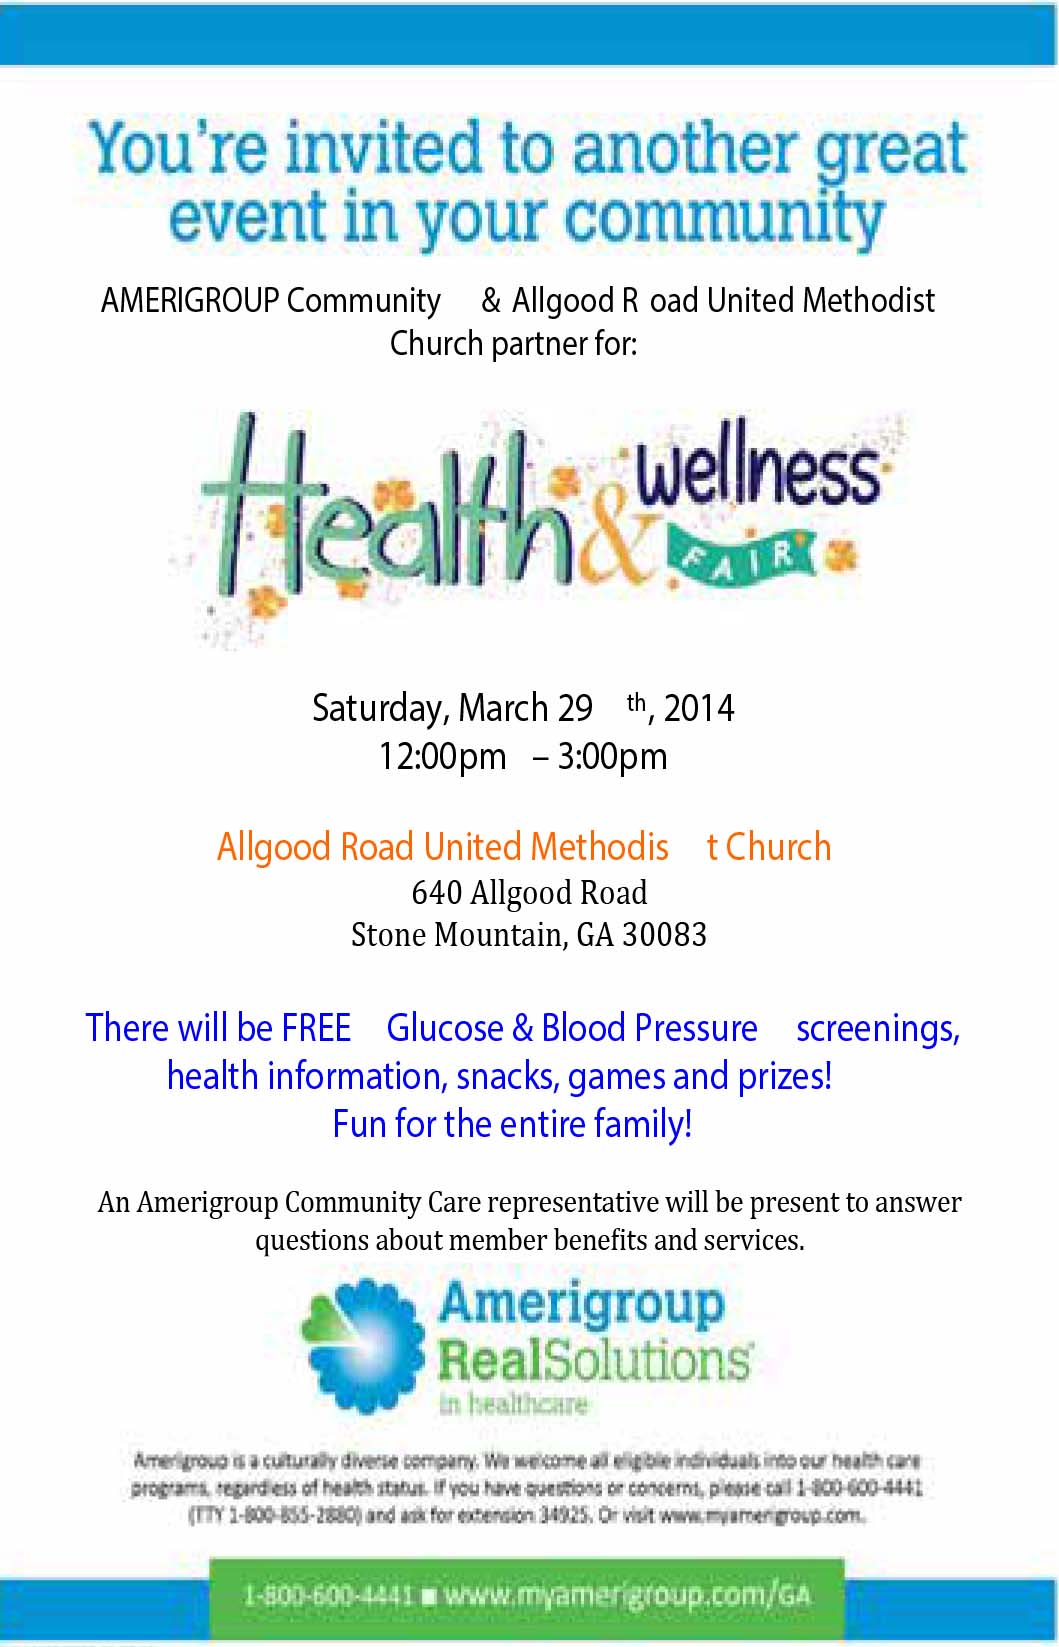 You're invited to another great
event in your community
AMERIGROUP Community & Allgood R oad United Methodist
Church partner for:
Health & Wellness
FAIR
Saturday, March 29 th, 2014
12:00pm – 3:00pm
Allgood Road United Methodis t Church
640 Allgood Road
Stone Mountain, GA 30083
There will be FREE Glucose & Blood Pressure screenings,
health information, snacks, games and prizes!
Fun for the entire family!
An Amerigroup Community Care representative will be present to answer
questions about member benefits and services.
Amerigroup
RealSolutions
in healthcare
Amerigroup is a culturally diverse company. We welcome all eligible individuals into our health care
programs, regardless of health status. If you have questions or concerns, please call 1-800-600-4441
(TTY 1-800-855-2880) and ask for extension 34925. Or visit www.myamerigroup.com.
1-800-600-4441 ■ www.myamerigroup.com/GA